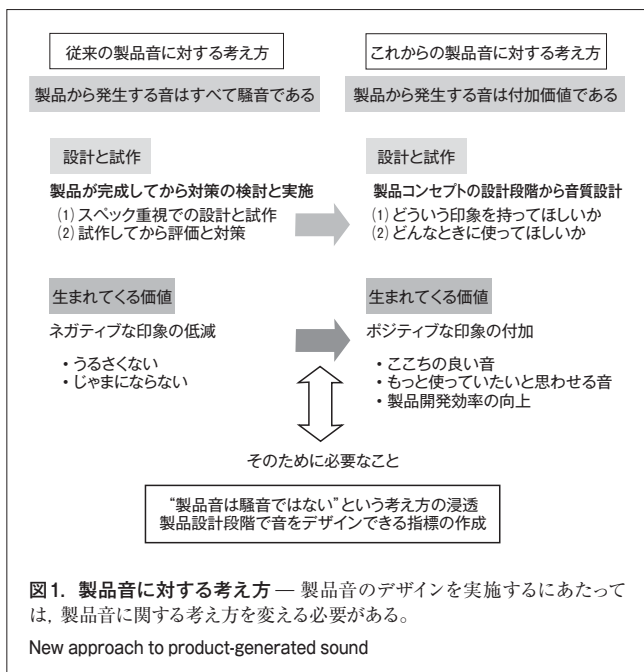 従来の製品音に対する考え方
製品から発生する音はすべて騒音である
設計と試作
製品が完成してから対策の検討と実施
(1) スペック重視での設計と試作
(2) 試作してから評価と対策
生まれてくる価値
ネガティブな印象の低減
・うるさくない
・じゃまにならない
これからの製品音に対する考え方
製品から発生する音は付加価値である
設計と試作
製品コンセプトの設計段階から音質設計
(1) どういう印象を持ってほしいか
(2) どんなときに使ってほしいか
生まれてくる価値
ポジティブな印象の付加
・ここちの良い音
・もっと使っていたいと思わせる音
・製品開発効率の向上
そのために必要なこと
“製品音は騒音ではない”という考え方の浸透
製品設計段階で音をデザインできる指標の作成
図1. 製品音に対する考え方 — 製品音のデザインを実施するにあたって
は，製品音に関する考え方を変える必要がある。
New approach to product-generated sound